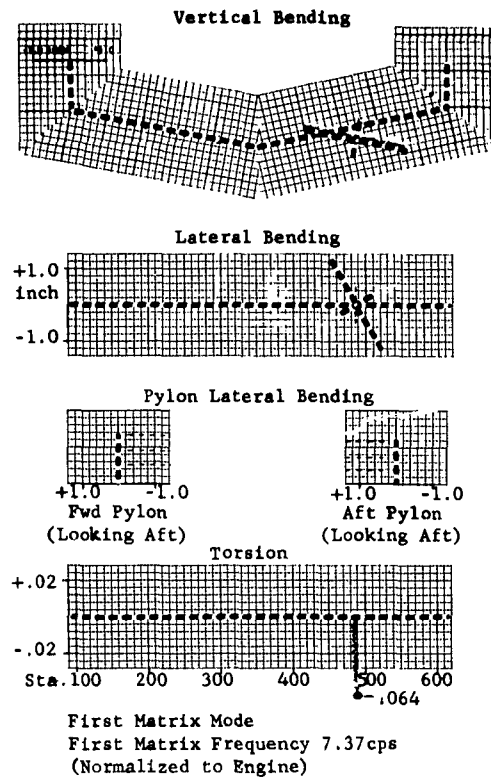 Vertical Bending
Lateral Bending
+1.0
inch
-1.0
Pylon Lateral Bending
+1.0 -1.0 +1.0 -1.0
Fwd Pylon Aft Pylon
(Looking Aft) (Looking Aft)
Torsion
+.02
-.02
Sta. 100 200 300 400 500 600
-.064
First Matrix Mode
First Matrix Frequency 7.37cps
(Normalized to Engine)